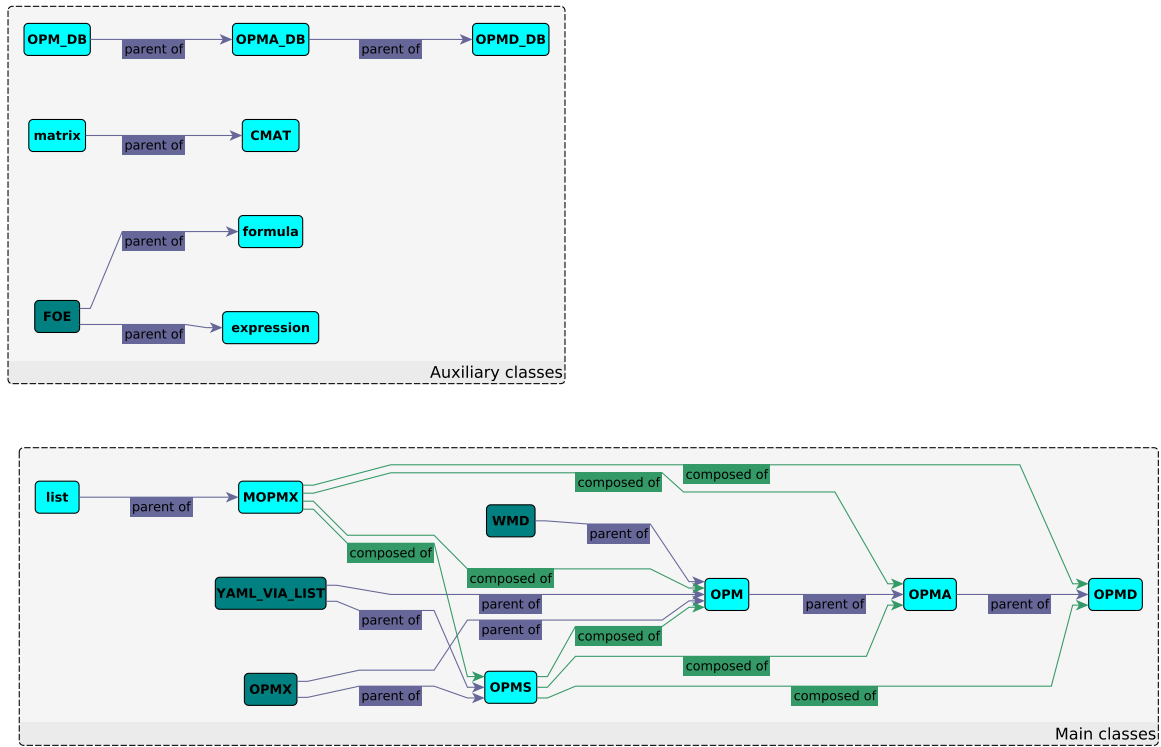 OPM_DB
parent of
OPMA_DB
parent of
OPMD_DB
matrix
parent of
CMAT
parent of
formula
FOE
parent of
expression
Auxiliary classes
list
parent of
MOPMX
composed of
composed of
WMD
parent of
composed of
composed of
YAML_VIA_LIST
parent of
parent of
OPM
parent of
OPMA
parent of
OPMD
parent of
composed of
composed of
OPMX
parent of
OPMS
composed of
Main classes